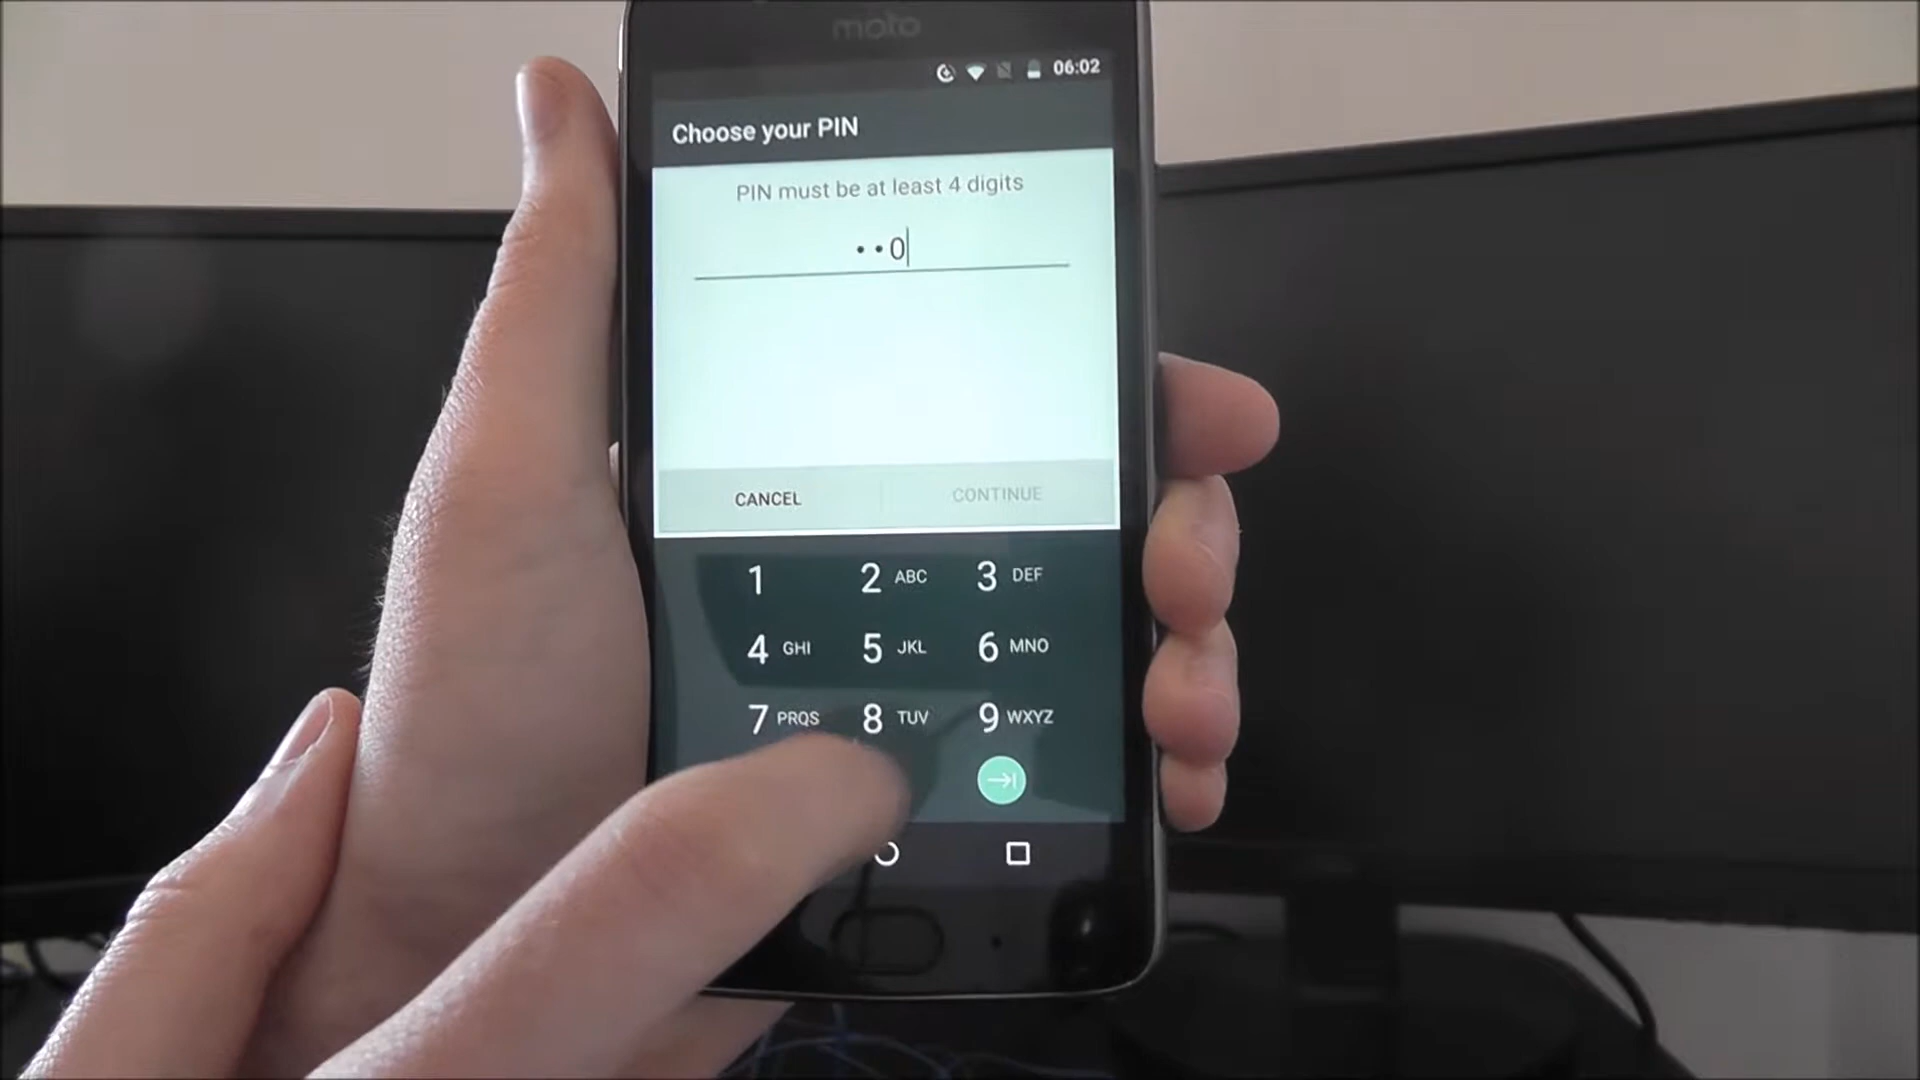 moto
06:02
Choose your PIN
PIN must be at least 4 digits
••0
CANCEL CONTINUE
1 2 ABC 3 DEF
4 GHI 5 JKL 6 MNO
7 PRQS 8 TUV 9 WXYZ